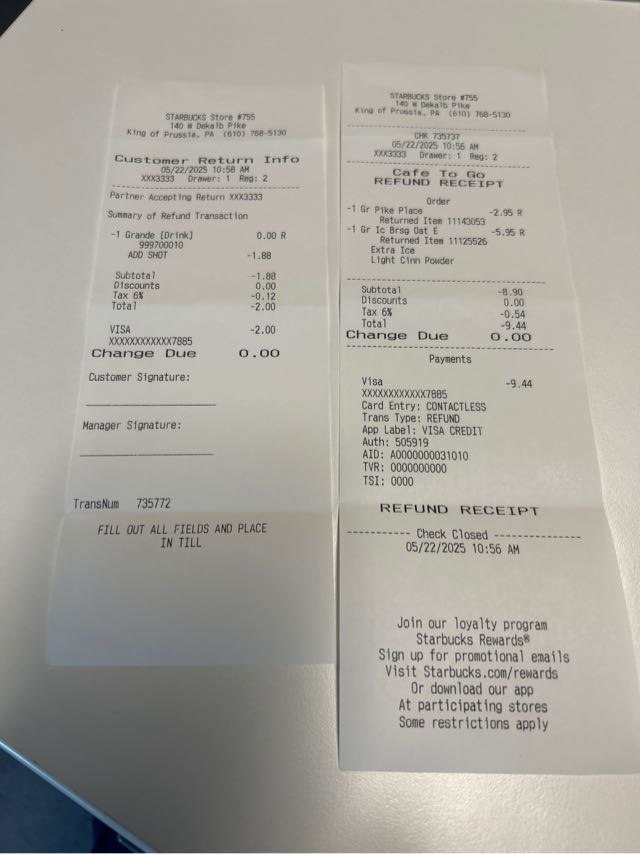 STARBUCKS Store #755
140 W Dekalb Pike
King of Prussia, PA (610) 768-5130
Customer Return Info
05/22/2025 10:58 AM
XXX3333 Drawer: 1 Reg: 2
Partner Accepting Return XXX3333
Summary of Refund Transaction
-1 Grande [Drink] 0.00 R
999700010
ADD SHOT -1.88
Subtotal -1.88
Discounts 0.00
Tax 6% -0.12
Total -2.00
VISA -2.00
XXXXXXXXXXXX7885
Change Due 0.00
Customer Signature:
Manager Signature:
TransNum 735772
FILL OUT ALL FIELDS AND PLACE
IN TILL
STARBUCKS Store #755
140 W Dekalb Pike
King of Prussia, PA (610) 768-5130
CHK 735737
05/22/2025 10:56 AM
XXX3333 Drawer: 1 Reg: 2
Cafe To Go
REFUND RECEIPT
Order
-1 Gr Pike Place -2.95 R
Returned Item 11143053
-1 Gr Ic Brsg Oat E -5.95 R
Returned Item 11125526
Extra Ice
Light Cinn Powder
Subtotal -8.90
Discounts 0.00
Tax 6% -0.54
Total -9.44
Change Due 0.00
Payments
Visa -9.44
XXXXXXXXXXXX7885
Card Entry: CONTACTLESS
Trans Type: REFUND
App Label: VISA CREDIT
Auth: 505919
AID: A0000000031010
TVR: 0000000000
TSI: 0000
REFUND RECEIPT
---------- Check Closed ----------
05/22/2025 10:56 AM
Join our loyalty program
Starbucks Rewards®
Sign up for promotional emails
Visit Starbucks.com/rewards
Or download our app
At participating stores
Some restrictions apply